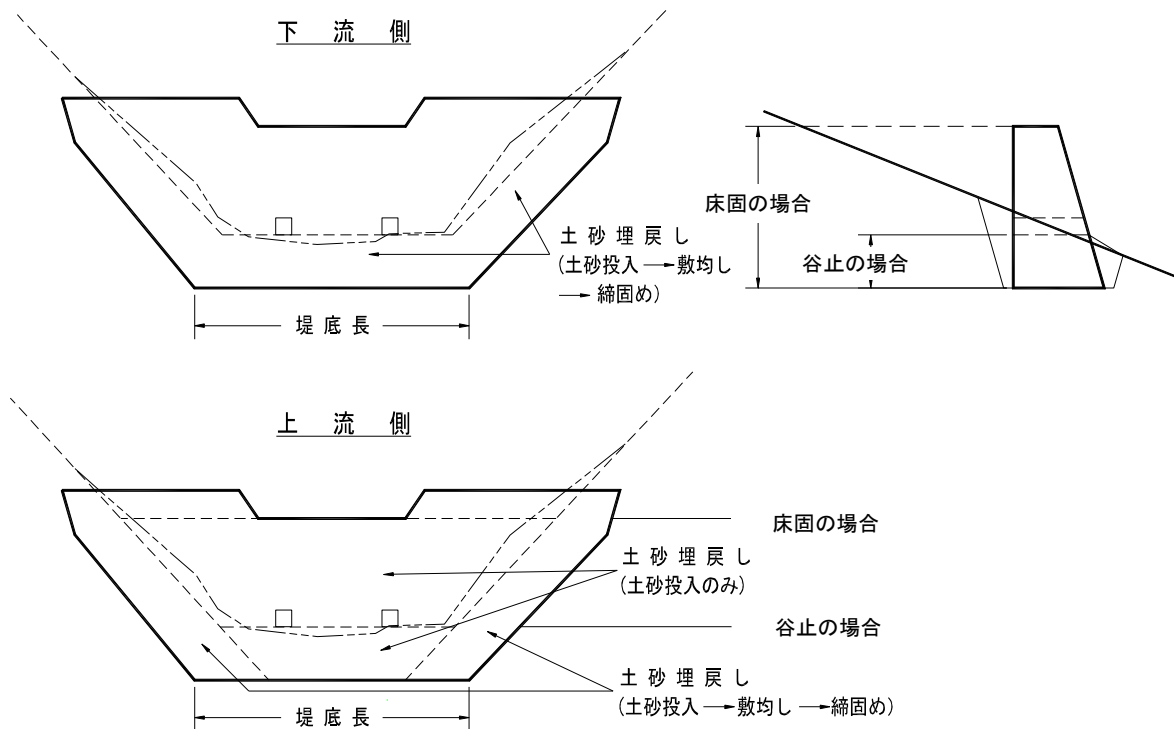 下 流 側
床固の場合
谷止の場合
土 砂 埋 戻 し
(土砂投入 → 敷均し
→ 締固め)
堤 底 長
上 流 側
床固の場合
土 砂 埋 戻 し
(土砂投入のみ)
谷止の場合
土 砂 埋 戻 し
(土砂投入 → 敷均し → 締固め)
堤 底 長